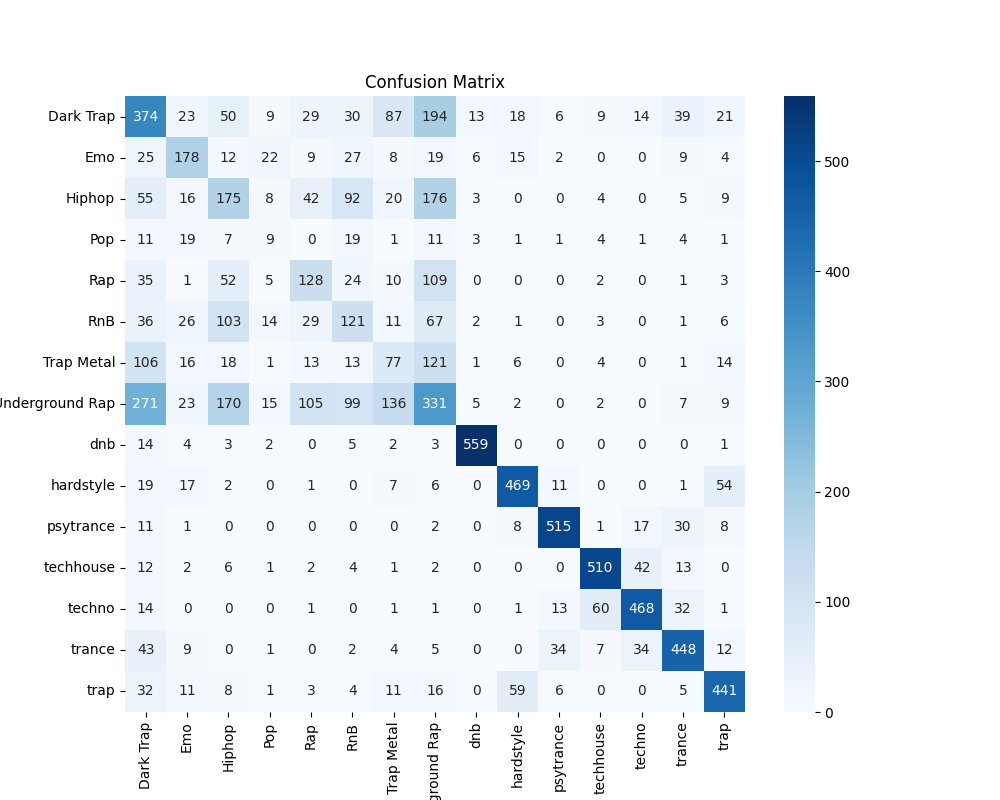 Confusion Matrix
Dark Trap 374 23 50 9 29 30 87 194 13 18 6 9 14 39 21
Emo 25 178 12 22 9 27 8 19 6 15 2 0 0 9 4
Hiphop 55 16 175 8 42 92 20 176 3 0 0 4 0 5 9
Pop 11 19 7 9 0 19 1 11 3 1 1 4 1 4 1
Rap 35 1 52 5 128 24 10 109 0 0 0 2 0 1 3
RnB 36 26 103 14 29 121 11 67 2 1 0 3 0 1 6
Trap Metal 106 16 18 1 13 13 77 121 1 6 0 4 0 1 14
Underground Rap 271 23 170 15 105 99 136 331 5 2 0 2 0 7 9
dnb 14 4 3 2 0 5 2 3 559 0 0 0 0 0 1
hardstyle 19 17 2 0 1 0 7 6 0 469 11 0 0 1 54
psytrance 11 1 0 0 0 0 0 2 0 8 515 1 17 30 8
techhouse 12 2 6 1 2 4 1 2 0 0 0 510 42 13 0
techno 14 0 0 0 1 0 1 1 0 1 13 60 468 32 1
trance 43 9 0 1 0 2 4 5 0 0 34 7 34 448 12
trap 32 11 8 1 3 4 11 16 0 59 6 0 0 5 441
Dark Trap
Emo
Hiphop
Pop
Rap
RnB
Trap Metal
ground Rap
dnb
hardstyle
psytrance
techhouse
techno
trance
trap
500
400
300
200
100
0